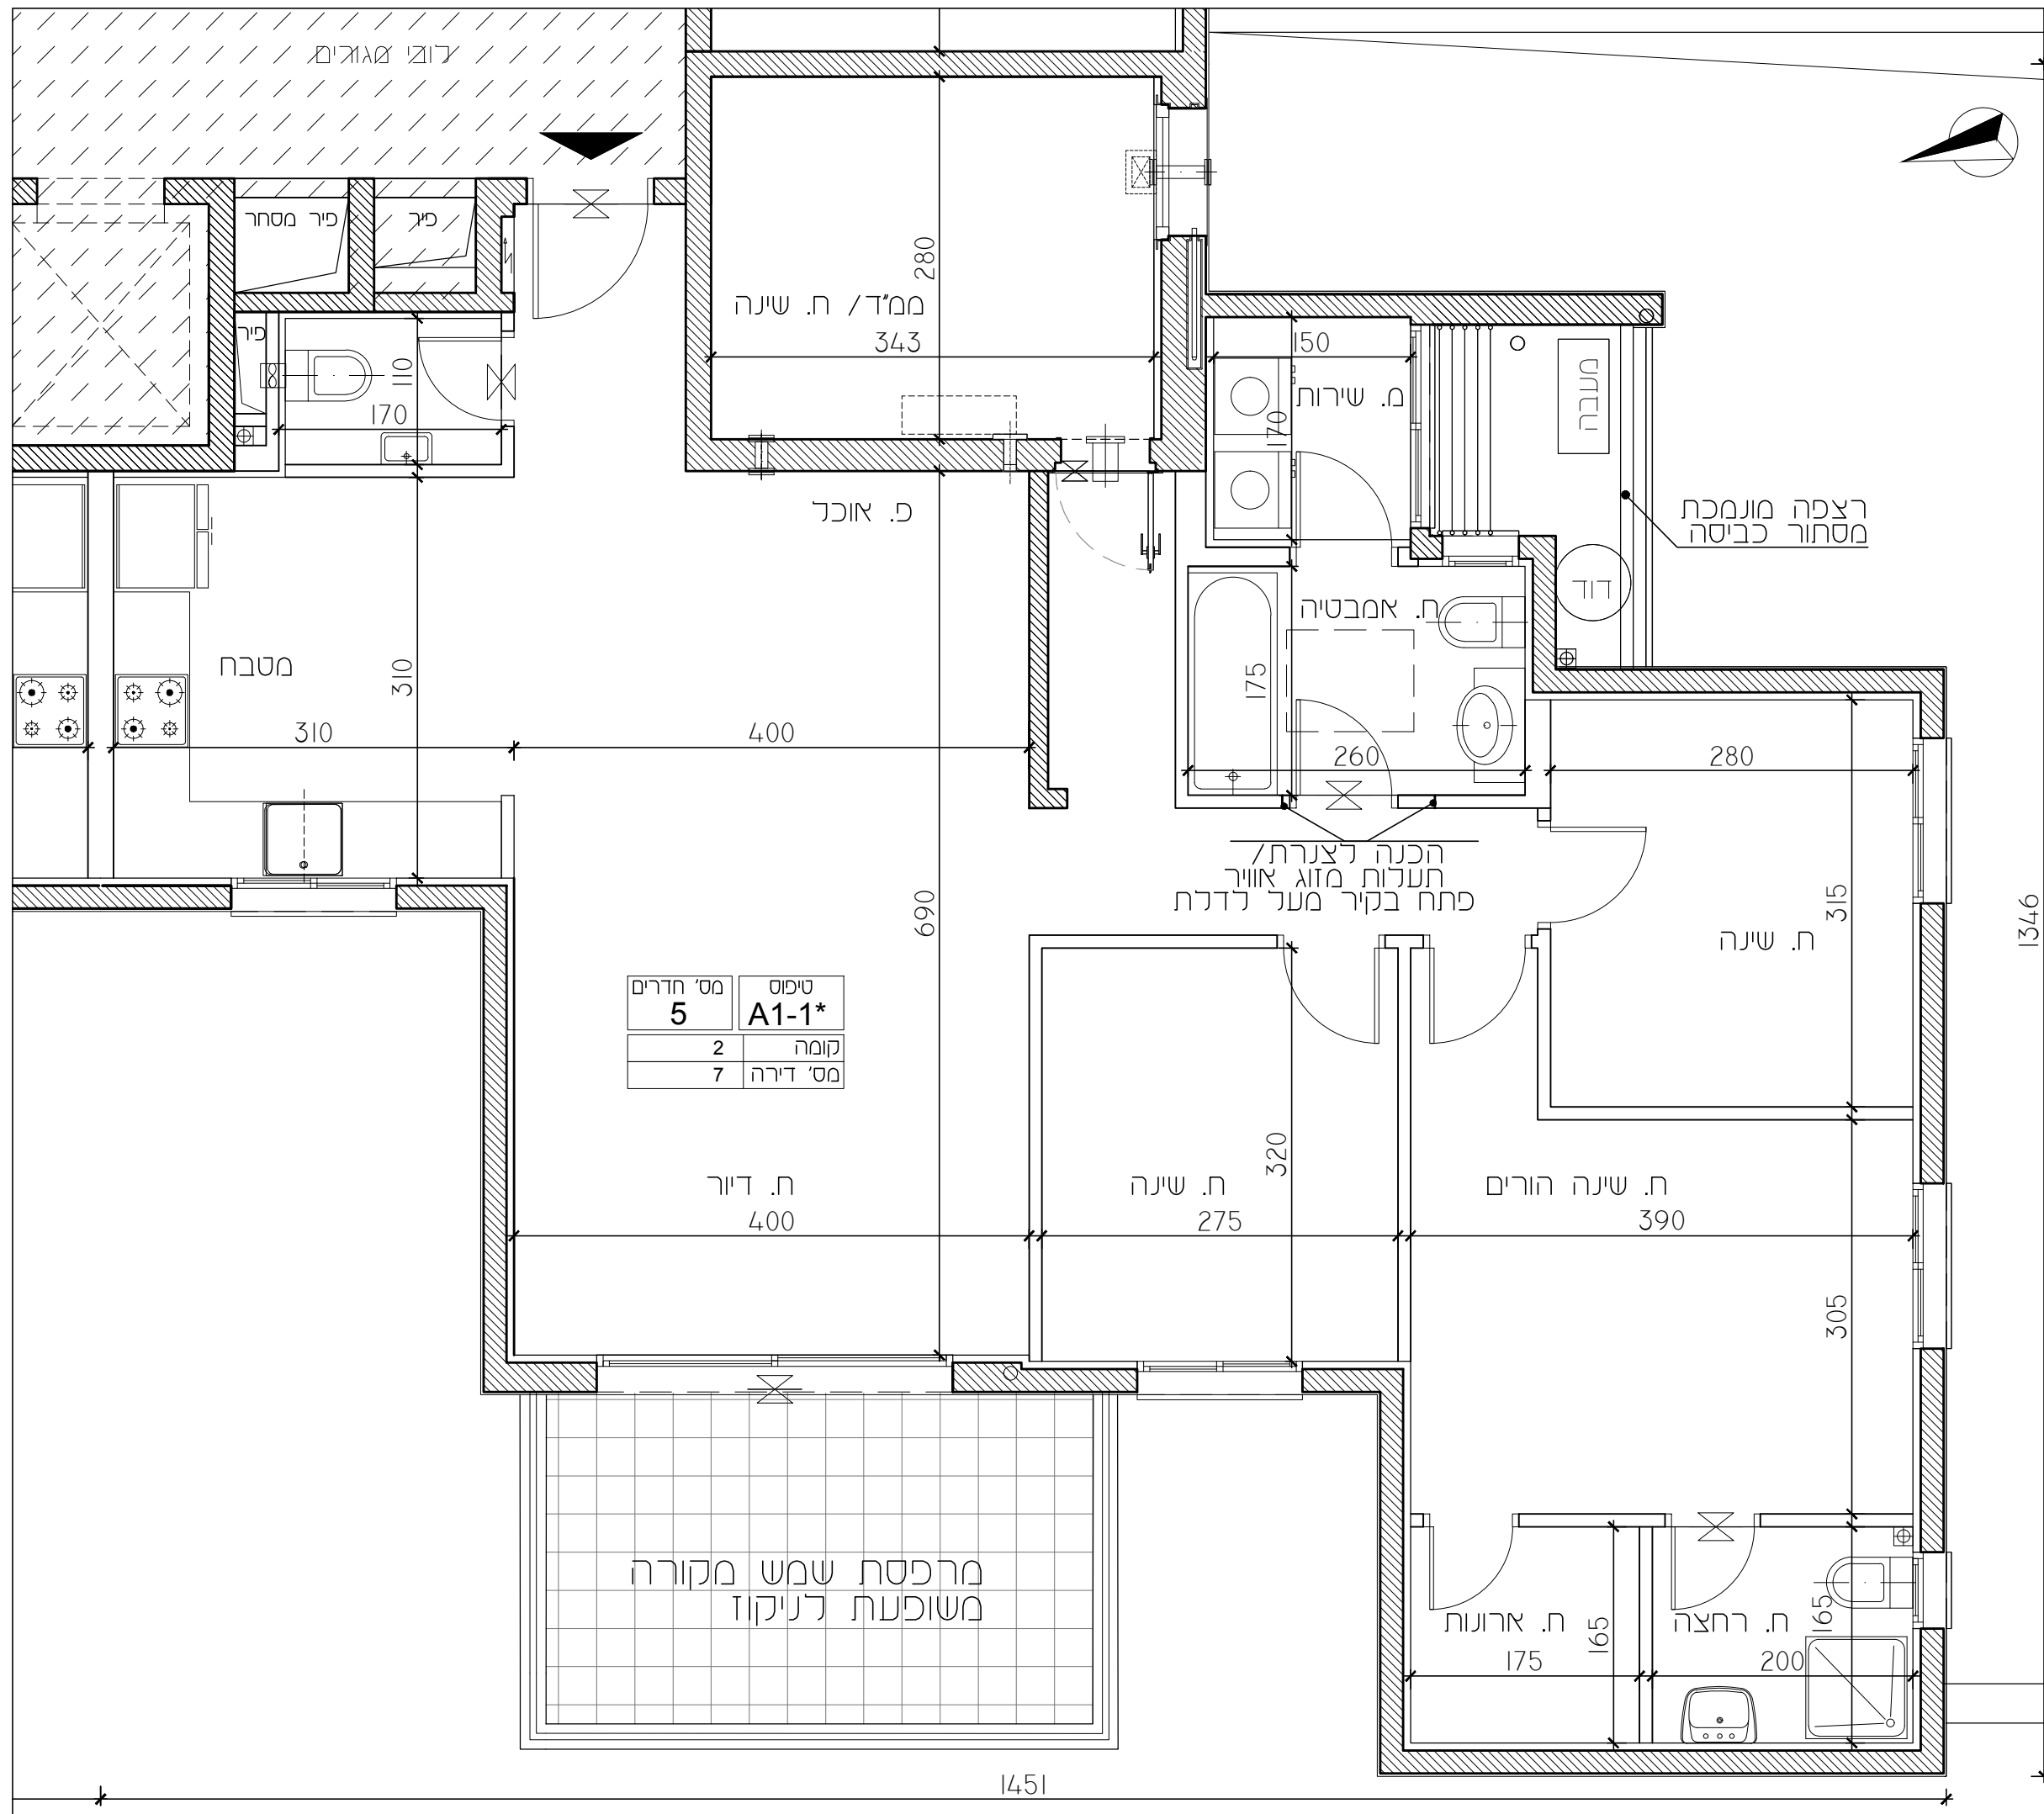 לובי מגורים
פיר מסחר
פיר
פיר
110
170
280
ממ"ד/ ח. שינה
343
150
מ. שירות
170
מעבה
רצפה מונמכת
מסתור כביסה
דוד
פ. אוכל
ח. אמבטיה
175
260
מטבח
310
310
400
280
הכנה לצנרת/
תעלות מזוג אוויר
פתח בקיר מעל לדלת
315
ח. שינה
1346
690
טיפוס
A1-1*
מס' חדרים
5
קומה 2
מס' דירה 7
ח. דיור
400
ח. שינה
275
320
ח. שינה הורים
390
305
מרפסת שמש מקורה
משופעת לניקוז
ח. ארונות
165
175
ח. רחצה
165
200
1451